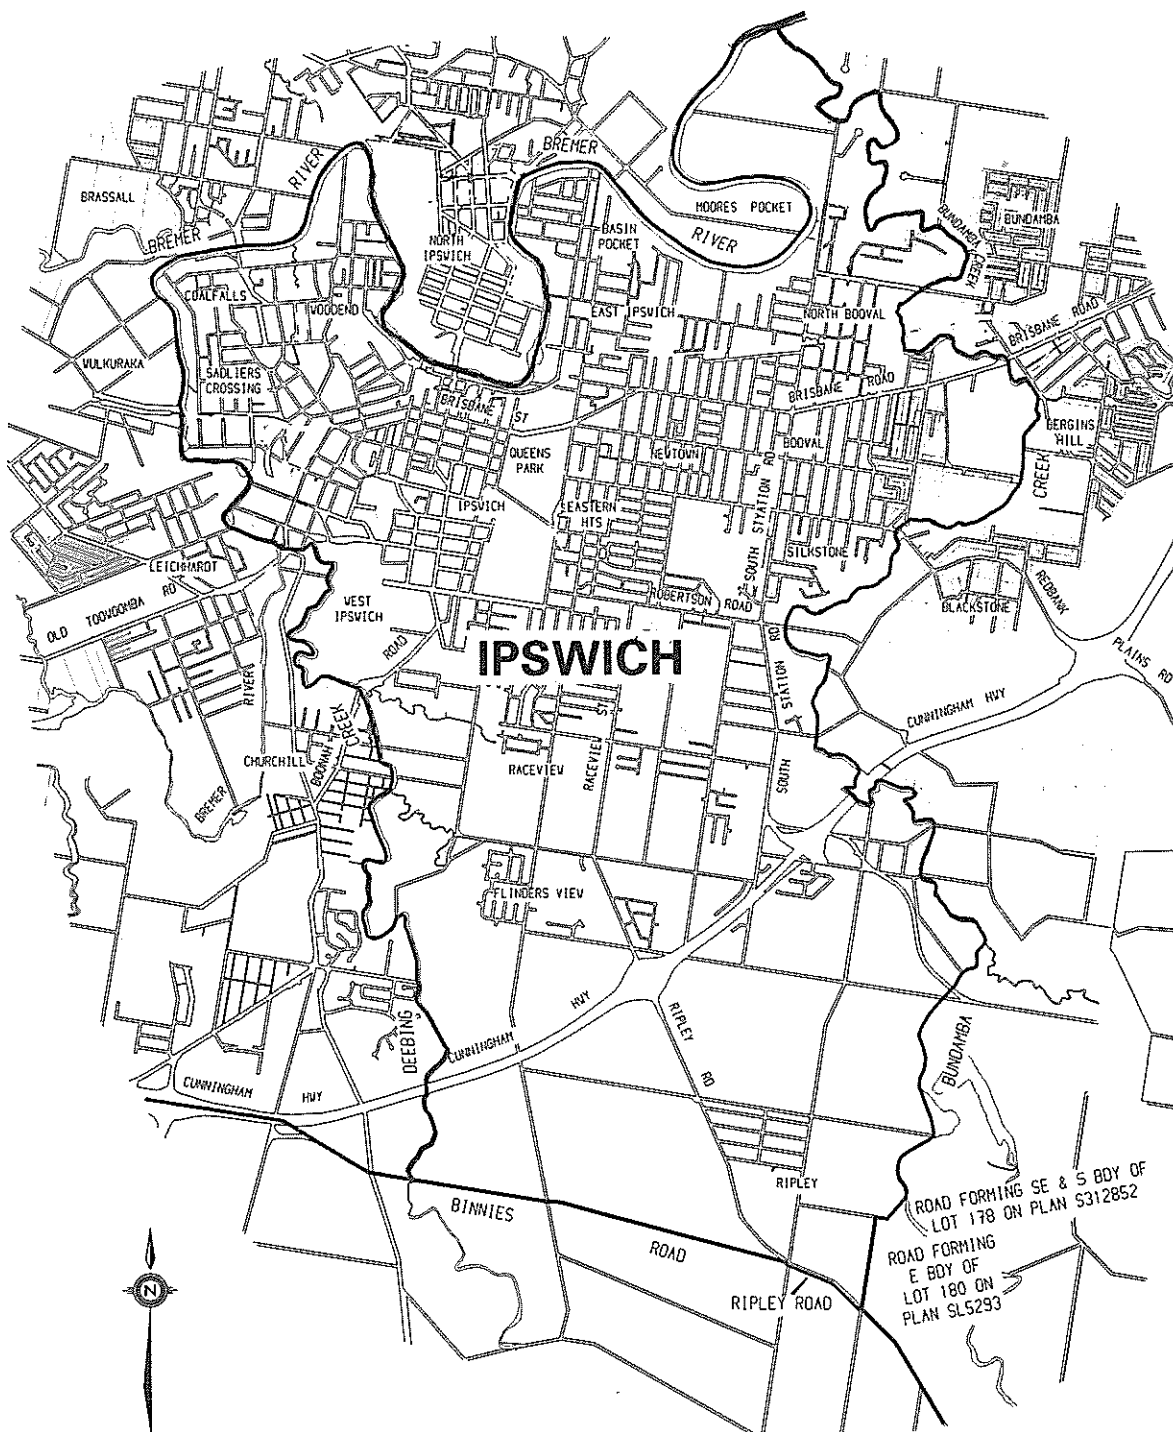 BREMER
RIVER
BRASSALL
BREMER
MOORES POCKET
RIVER
BUNDAMBA
BUNDAMBA
CREEK
NORTH
IPSWICH
BASIN
POCKET
COALFALLS
WOODEND
EAST IPSWICH
NORTH BOOVAL
BRISBANE ROAD
WULKURAKA
SADLIERS
CROSSING
BRISBANE
ST
BRISBANE ROAD
QUEENS
PARK
NEWTOWN
BOOVAL
BERGINS
HILL
CREEK
IPSWICH
EASTERN
HTS
SOUTH STYATION RD
SILKSTONE
LEICHHARDT
OLD TOOWOOMBA RD
WEST
IPSWICH
ROAD
ROBERTSON ROAD
BLACKSTONE
REDBANK
PLAINS RD
IPSWICH
RIVER
BREMER
CHURCHILL
BOONAH
CREEK
RACEVIEW
RACEVIEW
ST
SOUTH
STATION
RD
CUNNINGHAM HWY
FLINDERS VIEW
DEEBING
CUNNINGHAM
HWY
CUNNINGHAM
HWY
RIPLEY
RD
BUNDAMBA
RIPLEY
BINNIES
ROAD
RIPLEY ROAD
ROAD FORMING SE & S BDY OF
LOT 178 ON PLAN S312852
ROAD FORMING
E BDY OF
LOT 180 ON
PLAN SL5293
N